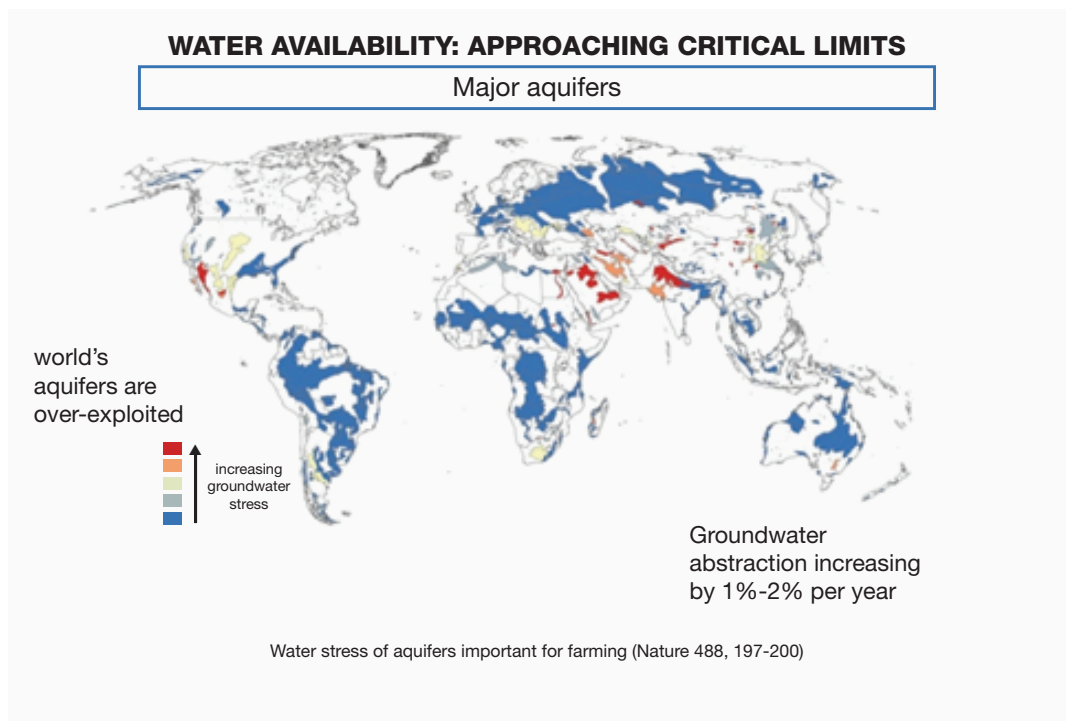 WATER AVAILABILITY: APPROACHING CRITICAL LIMITS
Major aquifers
world's
aquifers are
over-exploited
increasing
groundwater
stress
Groundwater
abstraction increasing
by 1%-2% per year
Water stress of aquifers important for farming (Nature 488, 197-200)